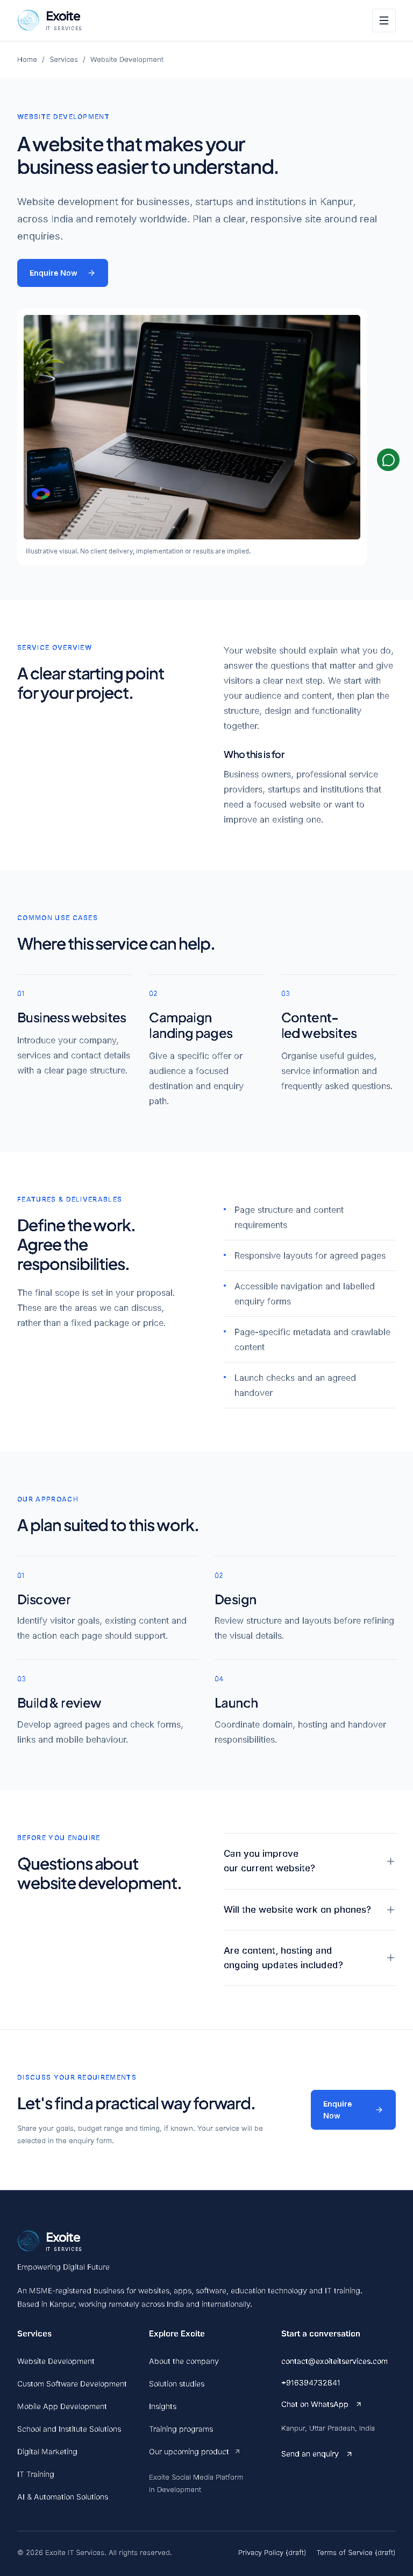 Exoite
IT SERVICES
Home / Services / Website Development
WEBSITE DEVELOPMENT
A website that makes your
business easier to understand.
Website development for businesses, startups and institutions in Kanpur,
across India and remotely worldwide. Plan a clear, responsive site around real
enquiries.
Enquire Now
Illustrative visual. No client delivery, implementation or results are implied.
SERVICE OVERVIEW
A clear starting point
for your project.
Your website should explain what you do,
answer the questions that matter and give
visitors a clear next step. We start with
your audience and content, then plan the
structure, design and functionality
together.
Who this is for
Business owners, professional service
providers, startups and institutions that
need a focused website or want to
improve an existing one.
COMMON USE CASES
Where this service can help.
01
Business websites
Introduce your company,
services and contact details
with a clear page structure.
02
Campaign
landing pages
Give a specific offer or
audience a focused
destination and enquiry
path.
03
Content-
led websites
Organise useful guides,
service information and
frequently asked questions.
FEATURES & DELIVERABLES
Define the work.
Agree the
responsibilities.
The final scope is set in your proposal.
These are the areas we can discuss,
rather than a fixed package or price.
Page structure and content
requirements
Responsive layouts for agreed pages
Accessible navigation and labelled
enquiry forms
Page-specific metadata and crawlable
content
Launch checks and an agreed
handover
OUR APPROACH
A plan suited to this work.
01
Discover
Identify visitor goals, existing content and
the action each page should support.
02
Design
Review structure and layouts before refining
the visual details.
03
Build & review
Develop agreed pages and check forms,
links and mobile behaviour.
04
Launch
Coordinate domain, hosting and handover
responsibilities.
BEFORE YOU ENQUIRE
Questions about
website development.
Can you improve
our current website?
Will the website work on phones?
Are content, hosting and
ongoing updates included?
DISCUSS YOUR REQUIREMENTS
Let's find a practical way forward.
Share your goals, budget range and timing, if known. Your service will be
selected in the enquiry form.
Enquire
Now
Exoite
IT SERVICES
Empowering Digital Future
An MSME-registered business for websites, apps, software, education technology and IT training.
Based in Kanpur, working remotely across India and internationally.
Services
Website Development
Custom Software Development
Mobile App Development
School and Institute Solutions
Digital Marketing
IT Training
AI & Automation Solutions
Explore Exoite
About the company
Solution studies
Insights
Training programs
Our upcoming product
Exoite Social Media Platform
In Development
Start a conversation
contact@exoiteitservices.com
+916394732841
Chat on WhatsApp
Kanpur, Uttar Pradesh, India
Send an enquiry
© 2026 Exoite IT Services. All rights reserved.
Privacy Policy (draft) Terms of Service (draft)